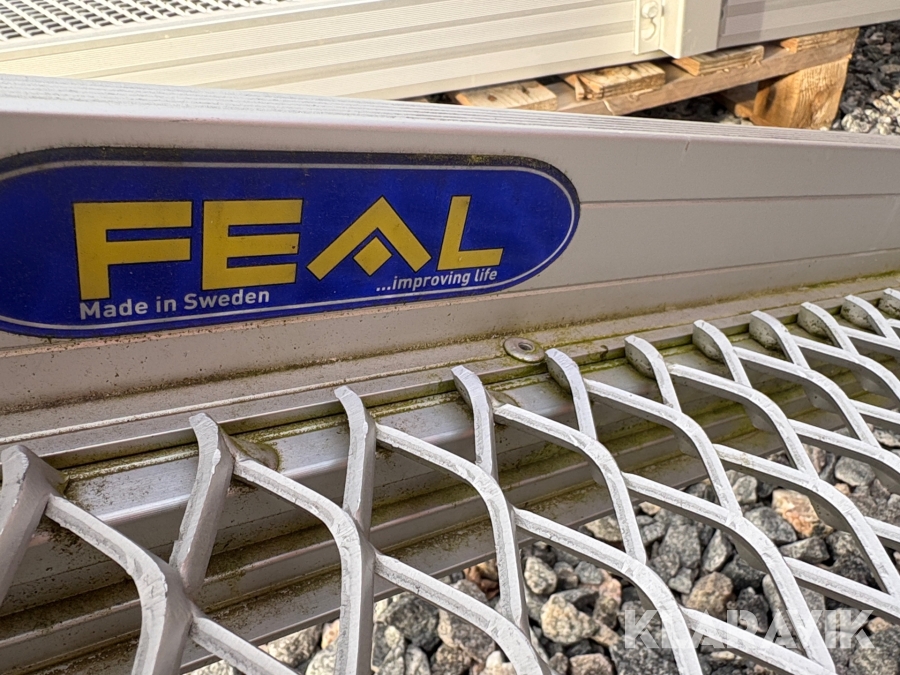 FEAL
...improving life
Made in Sweden
KLARAVIK